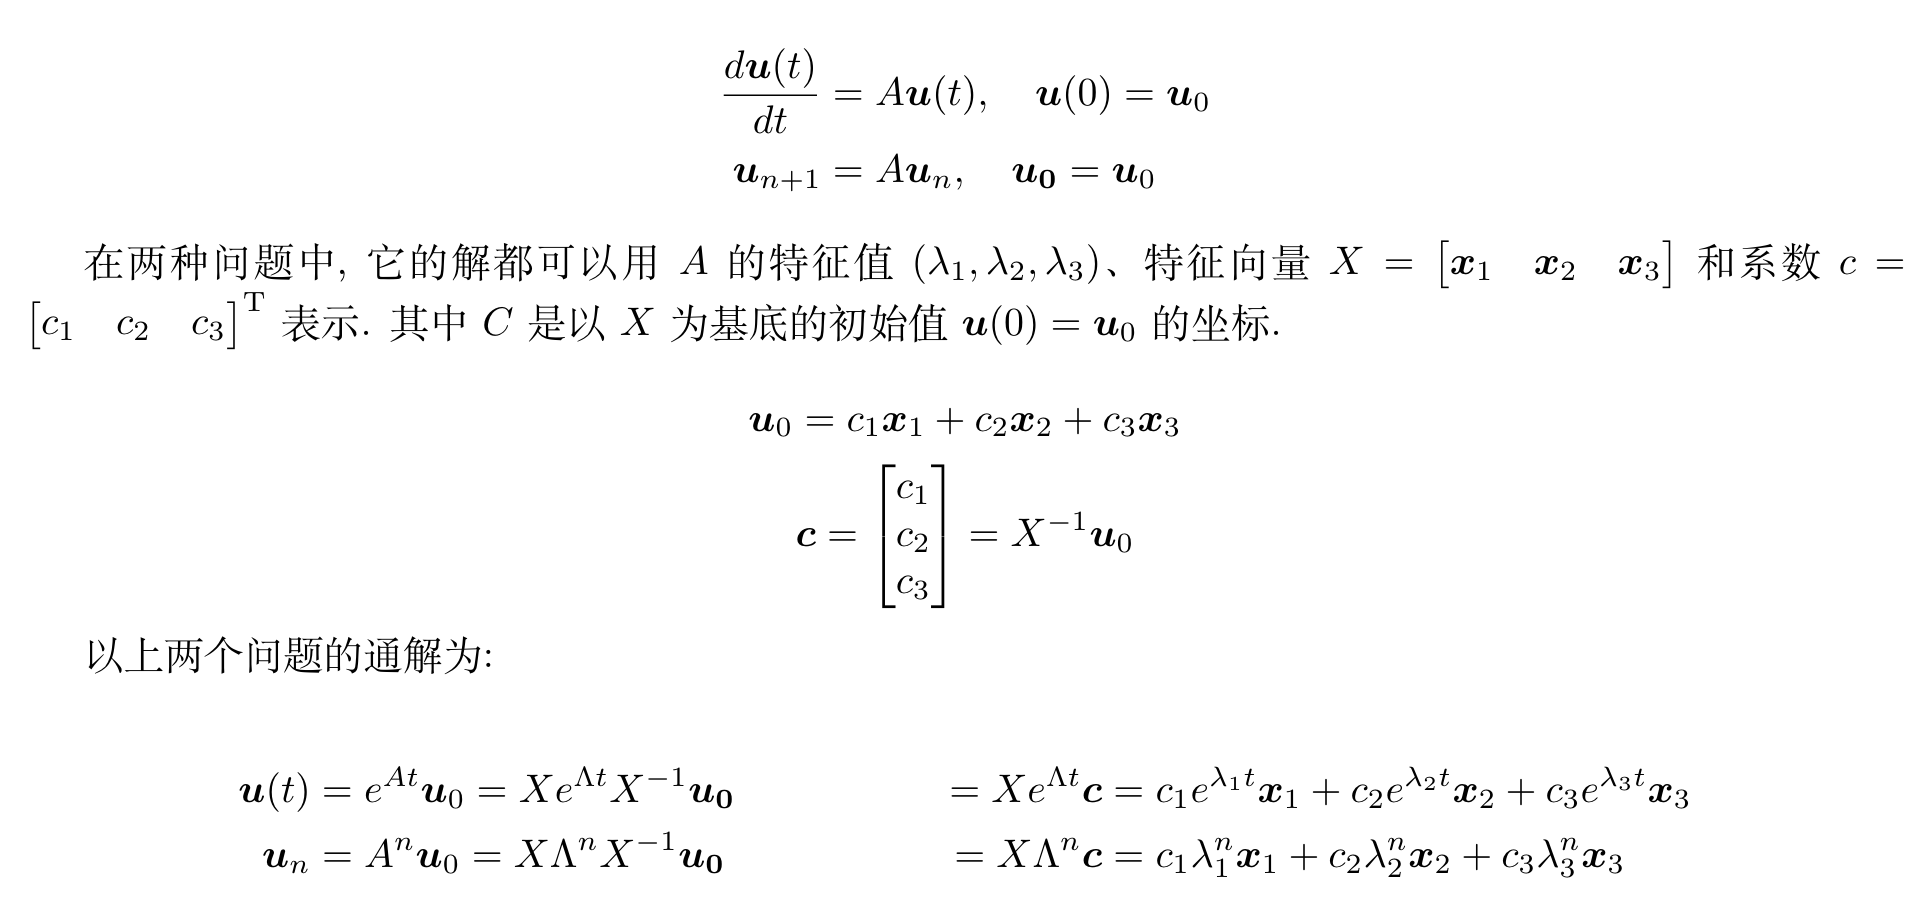 $$\frac{d\boldsymbol{u}(t)}{dt} = A\boldsymbol{u}(t), \quad \boldsymbol{u}(0) = \boldsymbol{u}_0$$
$$\boldsymbol{u}_{n+1} = A\boldsymbol{u}_n, \quad \boldsymbol{u_0} = \boldsymbol{u}_0$$
在两种问题中, 它的解都可以用 $A$ 的特征值 $(\lambda_1, \lambda_2, \lambda_3)$、特征向量 $X = \begin{bmatrix} \boldsymbol{x}_1 & \boldsymbol{x}_2 & \boldsymbol{x}_3 \end{bmatrix}$ 和系数 $c =$
$\begin{bmatrix} c_1 & c_2 & c_3 \end{bmatrix}^{\mathrm{T}}$ 表示. 其中 $C$ 是以 $X$ 为基底的初始值 $\boldsymbol{u}(0) = \boldsymbol{u}_0$ 的坐标.
$$\boldsymbol{u}_0 = c_1\boldsymbol{x}_1 + c_2\boldsymbol{x}_2 + c_3\boldsymbol{x}_3$$
$$\boldsymbol{c} = \begin{bmatrix} c_1 \\ c_2 \\ c_3 \end{bmatrix} = X^{-1}\boldsymbol{u}_0$$
以上两个问题的通解为:
$$\boldsymbol{u}(t) = e^{At}\boldsymbol{u}_0 = Xe^{\Lambda t}X^{-1}\boldsymbol{u_0} \qquad = Xe^{\Lambda t}\boldsymbol{c} = c_1e^{\lambda_1 t}\boldsymbol{x}_1 + c_2e^{\lambda_2 t}\boldsymbol{x}_2 + c_3e^{\lambda_3 t}\boldsymbol{x}_3$$
$$\boldsymbol{u}_n = A^n\boldsymbol{u}_0 = X\Lambda^nX^{-1}\boldsymbol{u_0} \qquad = X\Lambda^n\boldsymbol{c} = c_1\lambda_1^n\boldsymbol{x}_1 + c_2\lambda_2^n\boldsymbol{x}_2 + c_3\lambda_3^n\boldsymbol{x}_3$$